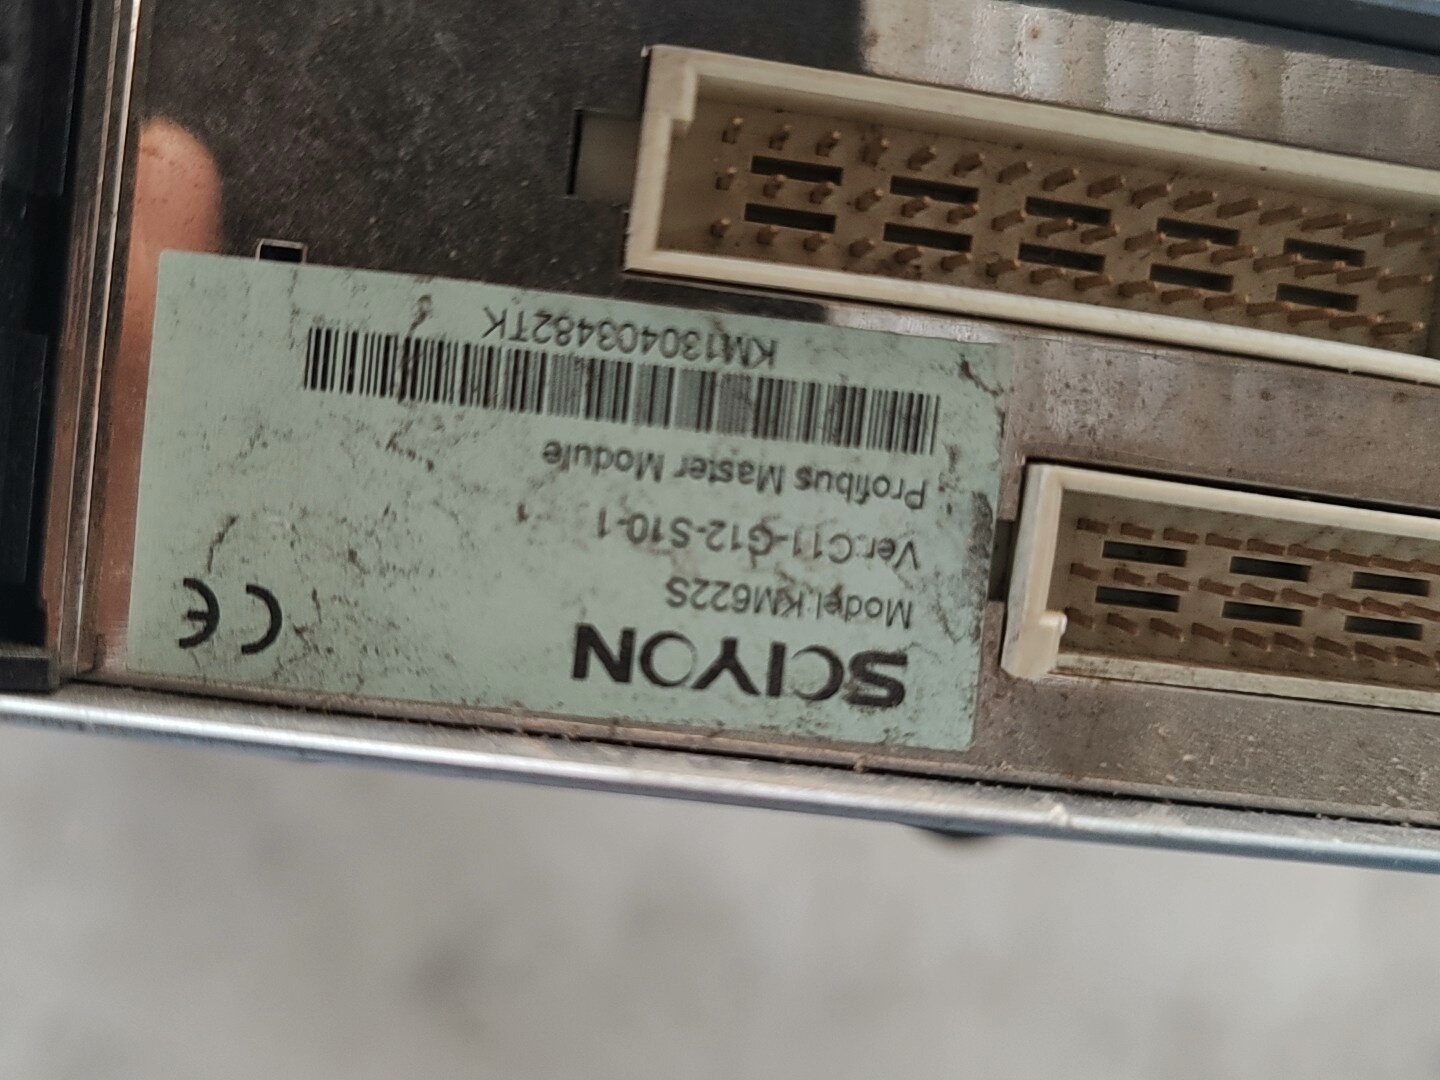 SCIYON
Model:KM622S
Ver:C11-G12-S10-1
Profibus Master Module
KM130403482TK
CE